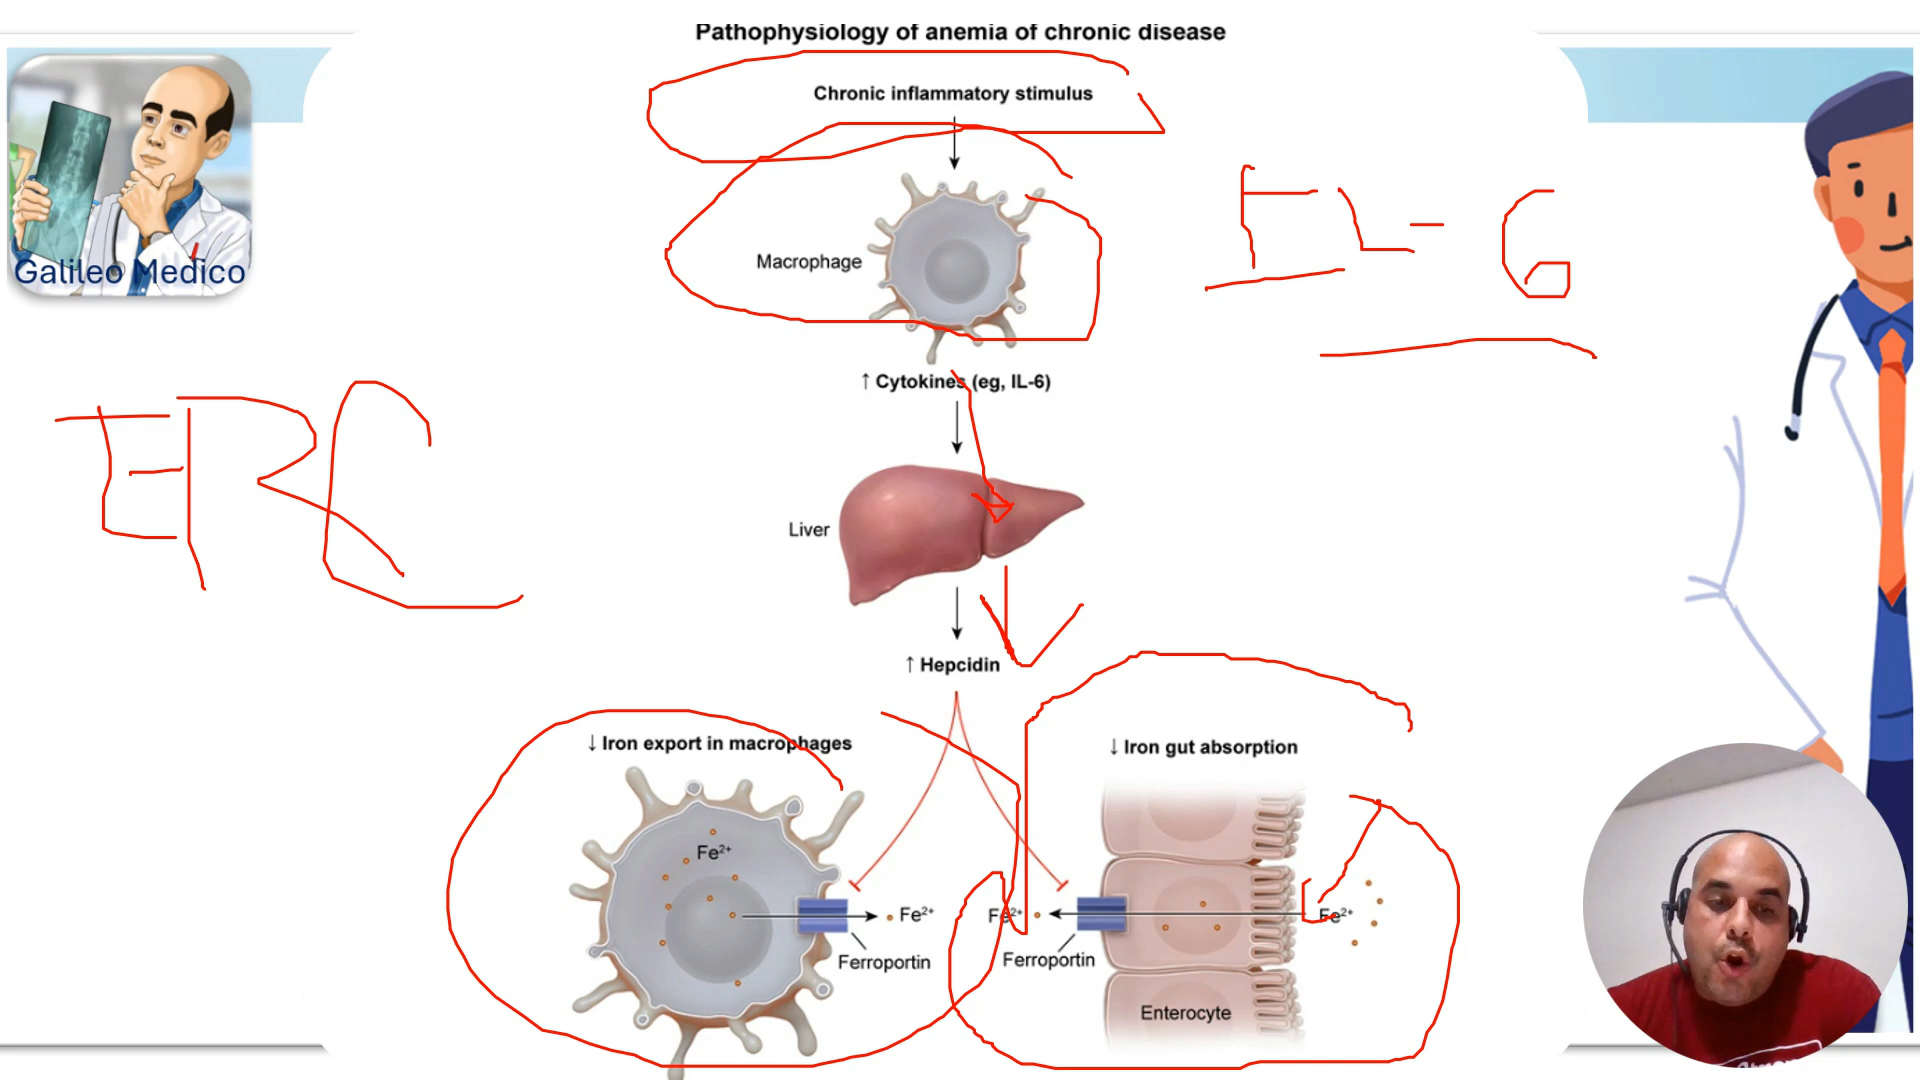 Pathophysiology of anemia of chronic disease
Chronic inflammatory stimulus
IL-6
Galileo Medico
Macrophage
↑ Cytokines (eg, IL-6)
ERC
Liver
↑ Hepcidin
↓ Iron export in macrophages
↓ Iron gut absorption
Fe²⁺
Fe²⁺
Fe²⁺
Fe²⁺
Ferroportin
Ferroportin
Enterocyte